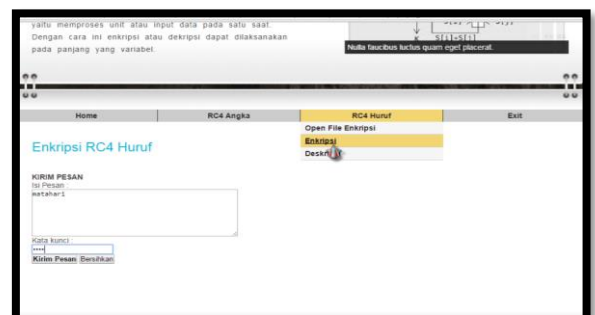 yaitu memproses unit atau input data pada satu saat.
Dengan cara ini enkripsi atau dekripsi dapat dilaksanakan
pada panjang yang variabel.
Nulla faucibus luctus quam eget placerat.
Home RC4 Angka RC4 Huruf Exit
Open File Enkripsi
Enkripsi
Enkripsi RC4 Huruf
KIRIM PESAN
Isi Pesan :
matahari
Kata kunci :
Kirim Pesan Bersihkan